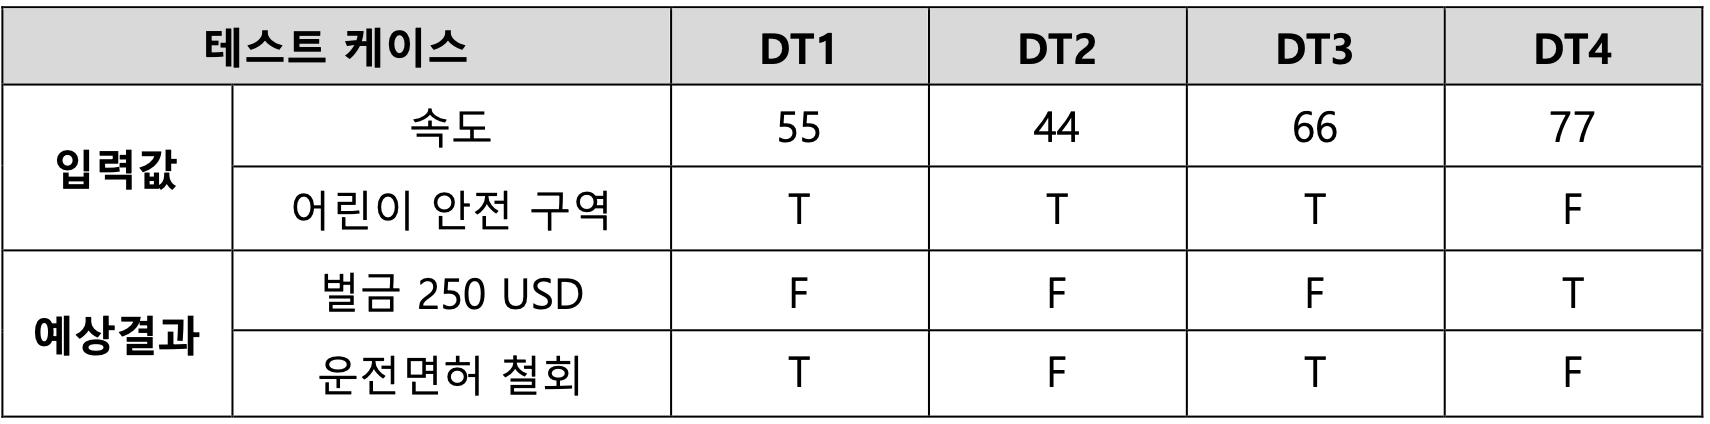 테스트 케이스 DT1 DT2 DT3 DT4
입력값
속도 55 44 66 77
어린이 안전 구역 T T T F
예상결과
벌금 250 USD F F F T
운전면허 철회 T F T F